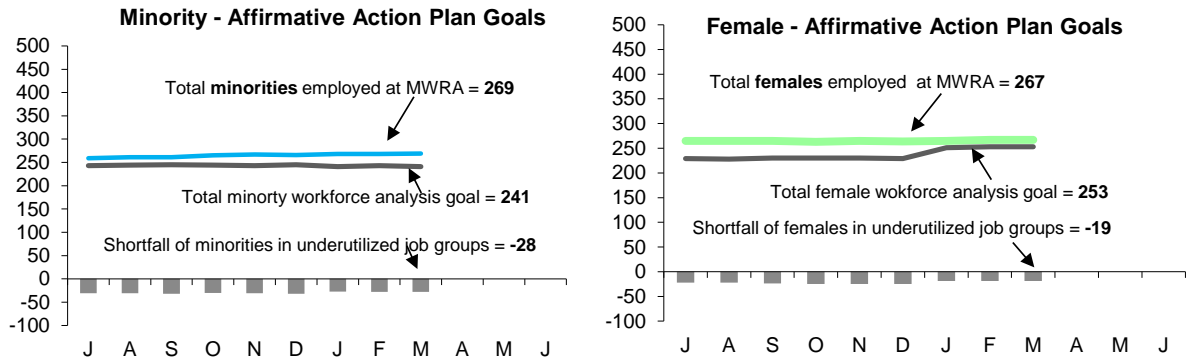 Minority - Affirmative Action Plan Goals
500
450
400
350
300
250
200
150
100
50
0
-50
-100
Total minorities employed at MWRA = 269
Total minorty workforce analysis goal = 241
Shortfall of minorities in underutilized job groups = -28
J A S O N D J F M A M J
Female - Affirmative Action Plan Goals
500
450
400
350
300
250
200
150
100
50
0
-50
-100
Total females employed at MWRA = 267
Total female wokforce analysis goal = 253
Shortfall of females in underutilized job groups = -19
J A S O N D J F M A M J